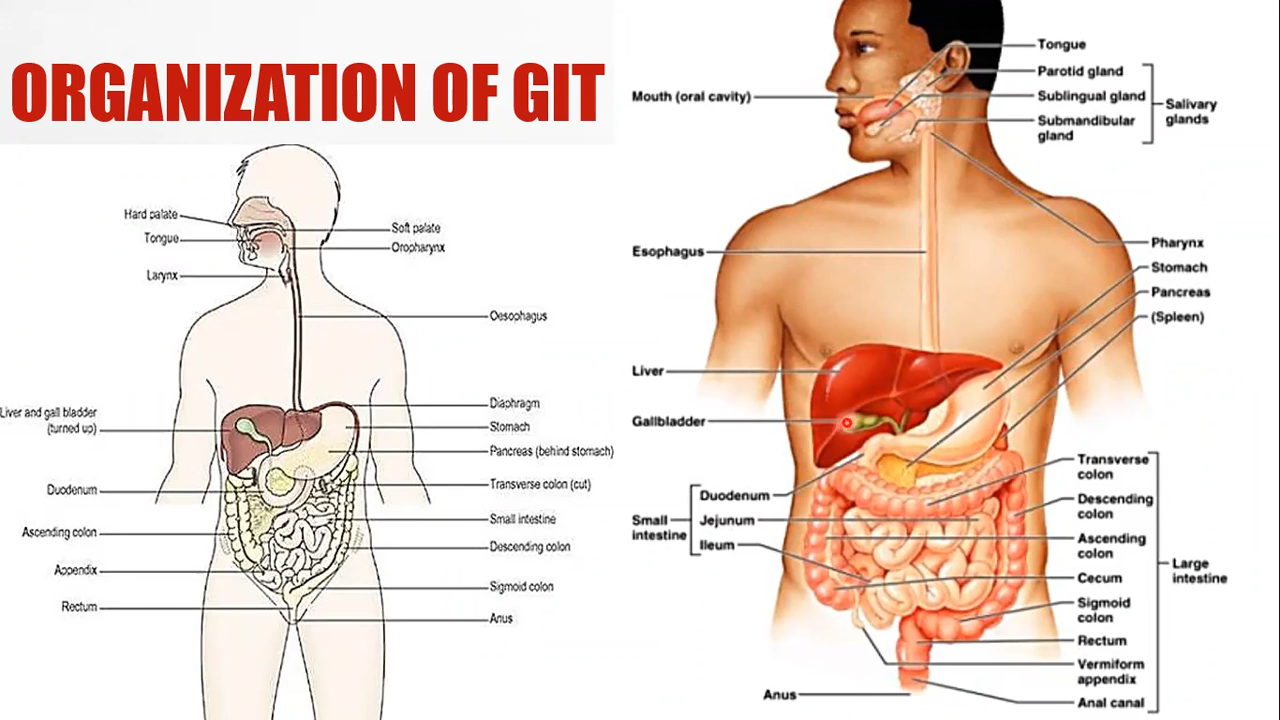 ORGANIZATION OF GIT
Hard palate
Tongue
Larynx
Liver and gall bladder
(turned up)
Duodenum
Ascending colon
Appendix
Rectum
Soft palate
Oropharynx
Oesophagus
Diaphragm
Stomach
Pancreas (behind stomach)
Transverse colon (cut)
Small intestine
Descending colon
Sigmoid colon
Anus
Mouth (oral cavity)
Esophagus
Liver
Gallbladder
Small
intestine
Duodenum
Jejunum
Ileum
Anus
Tongue
Parotid gland
Sublingual gland
Submandibular
gland
Salivary
glands
Pharynx
Stomach
Pancreas
(Spleen)
Transverse
colon
Descending
colon
Ascending
colon
Cecum
Sigmoid
colon
Rectum
Vermiform
appendix
Anal canal
Large
intestine